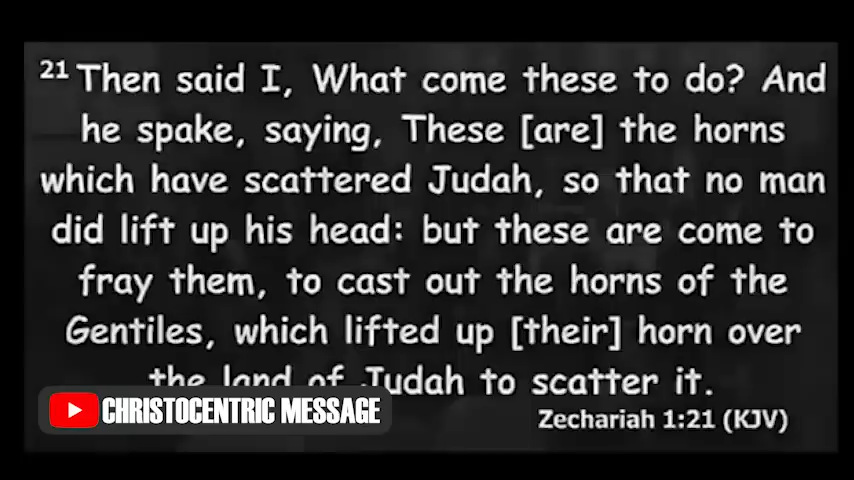 21 Then said I, What come these to do? And
he spake, saying, These [are] the horns
which have scattered Judah, so that no man
did lift up his head: but these are come to
fray them, to cast out the horns of the
Gentiles, which lifted up [their] horn over
the land of Judah to scatter it.
CHRISTOCENTRIC MESSAGE
Zechariah 1:21 (KJV)